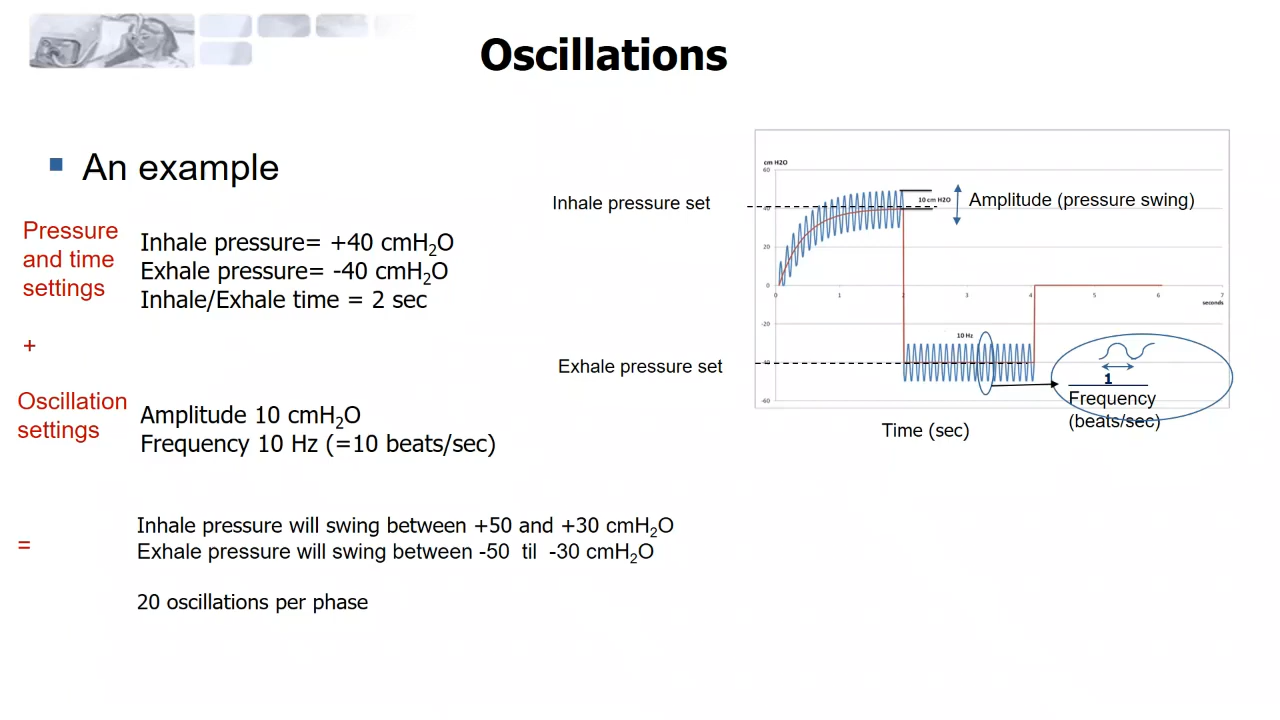 Oscillations
An example
Pressure
and time
settings
Inhale pressure= +40 cmH2O
Exhale pressure= -40 cmH2O
Inhale/Exhale time = 2 sec
+
Oscillation
settings
Amplitude 10 cmH2O
Frequency 10 Hz (=10 beats/sec)
=
Inhale pressure will swing between +50 and +30 cmH2O
Exhale pressure will swing between -50 til -30 cmH2O
20 oscillations per phase
Inhale pressure set
Exhale pressure set
cm H2O
60
40
20
0
-20
-40
-60
10 cm H2O
Amplitude (pressure swing)
0 1 2 3 4 5 6 7
seconds
10 Hz
1
Frequency
(beats/sec)
Time (sec)